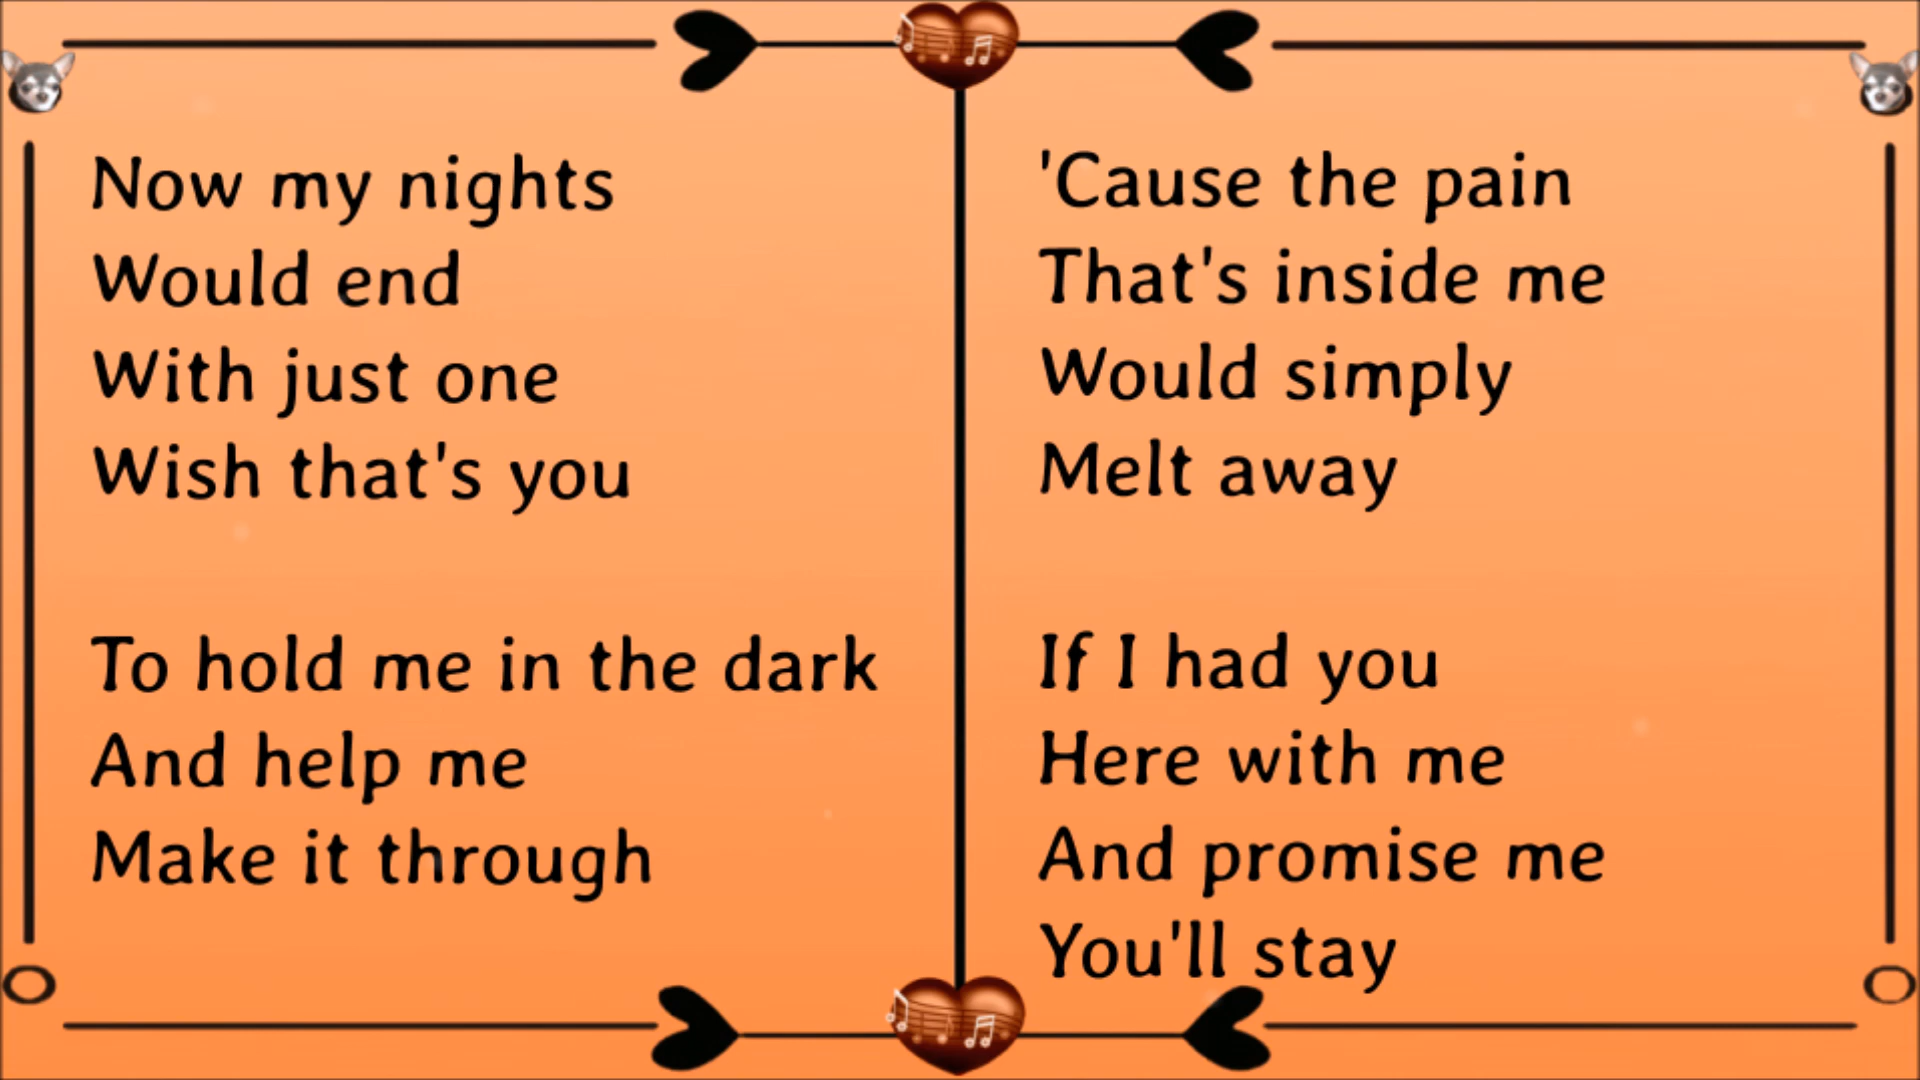 Now my nights
Would end
With just one
Wish that's you
To hold me in the dark
And help me
Make it through
'Cause the pain
That's inside me
Would simply
Melt away
If I had you
Here with me
And promise me
You'll stay